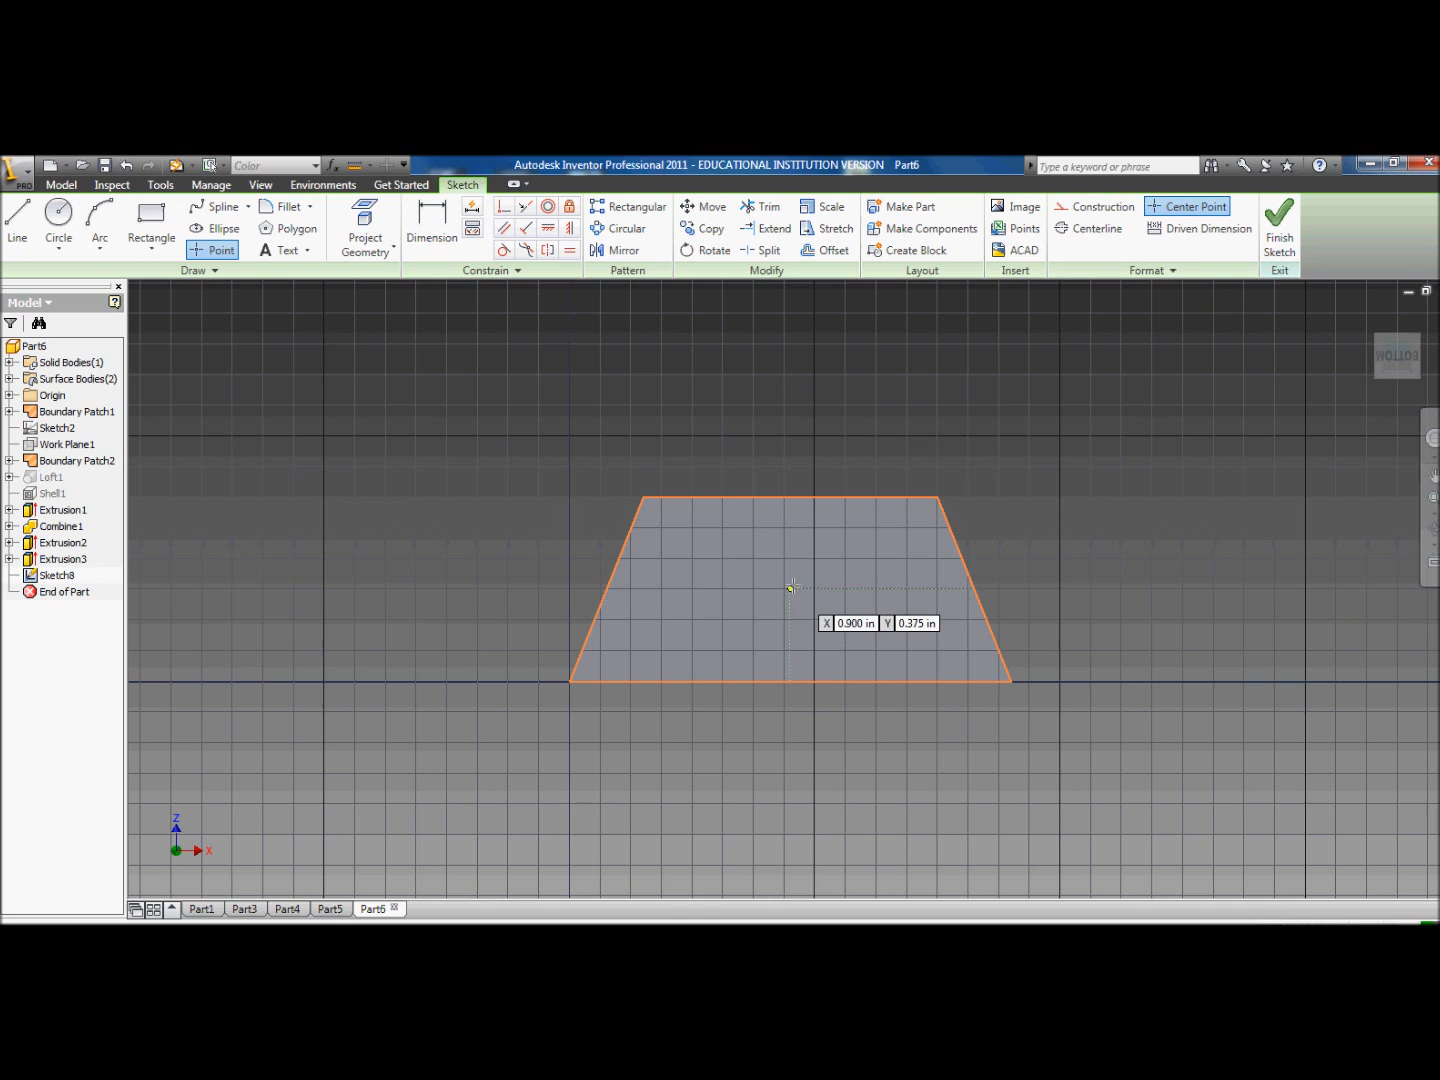 Color
Autodesk Inventor Professional 2011 - EDUCATIONAL INSTITUTION VERSION Part6
Type a keyword or phrase
PRO
Model Inspect Tools Manage View Environments Get Started Sketch
Spline Fillet Rectangular Move Trim Scale Make Part Image Construction Center Point
Ellipse Polygon Circular Copy Extend Stretch Make Components Points Centerline Driven Dimension
Line Circle Arc Rectangle Project Geometry Dimension Finish Sketch
Point Text Mirror Rotate Split Offset Create Block ACAD
Draw Constrain Pattern Modify Layout Insert Format Exit
Model
Part6
Solid Bodies(1)
Surface Bodies(2)
Origin
Boundary Patch1
Sketch2
Work Plane1
Boundary Patch2
Loft1
Shell1
Extrusion1
Combine1
Extrusion2
Extrusion3
Sketch8
End of Part
BOTTOM
X 0.900 in Y 0.375 in
Z
X
Part1 Part3 Part4 Part5 Part6